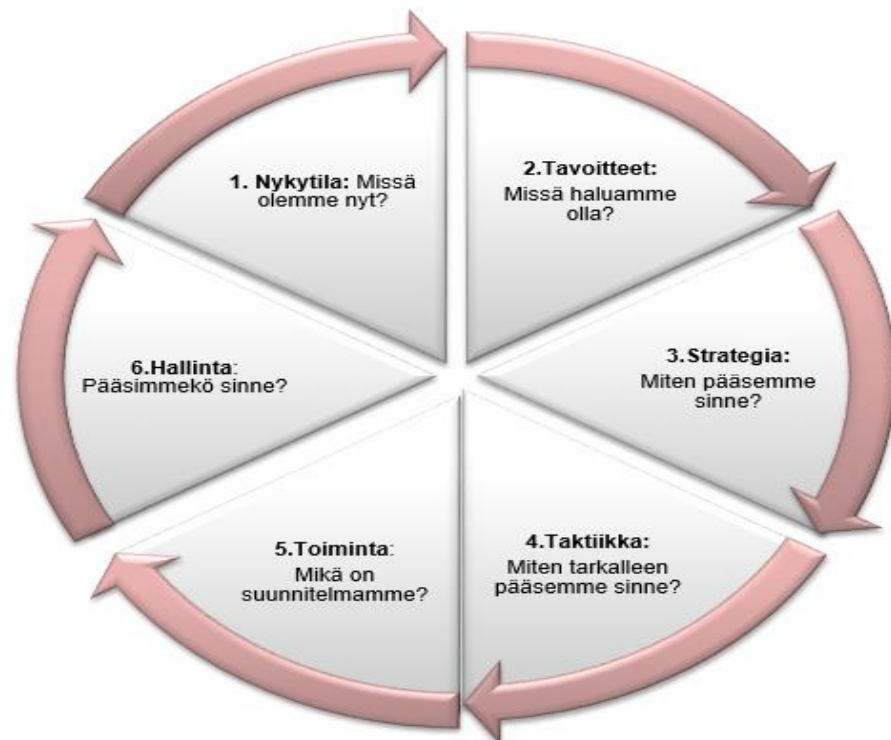 1. Nykytila: Missä
olemme nyt?
2.Tavoitteet:
Missä haluamme
olla?
3.Strategia:
Miten pääsemme
sinne?
4.Taktiikka:
Miten tarkalleen
pääsemme sinne?
5.Toiminta:
Mikä on
suunnitelmamme?
6.Hallinta:
Pääsimmekö sinne?